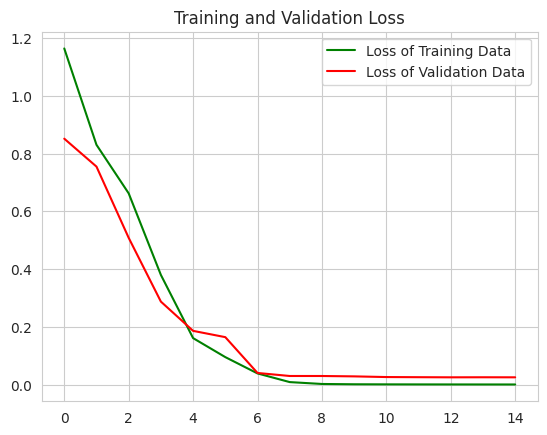 Training and Validation Loss
Loss of Training Data
Loss of Validation Data
1.2
1.0
0.8
0.6
0.4
0.2
0.0
0 2 4 6 8 10 12 14